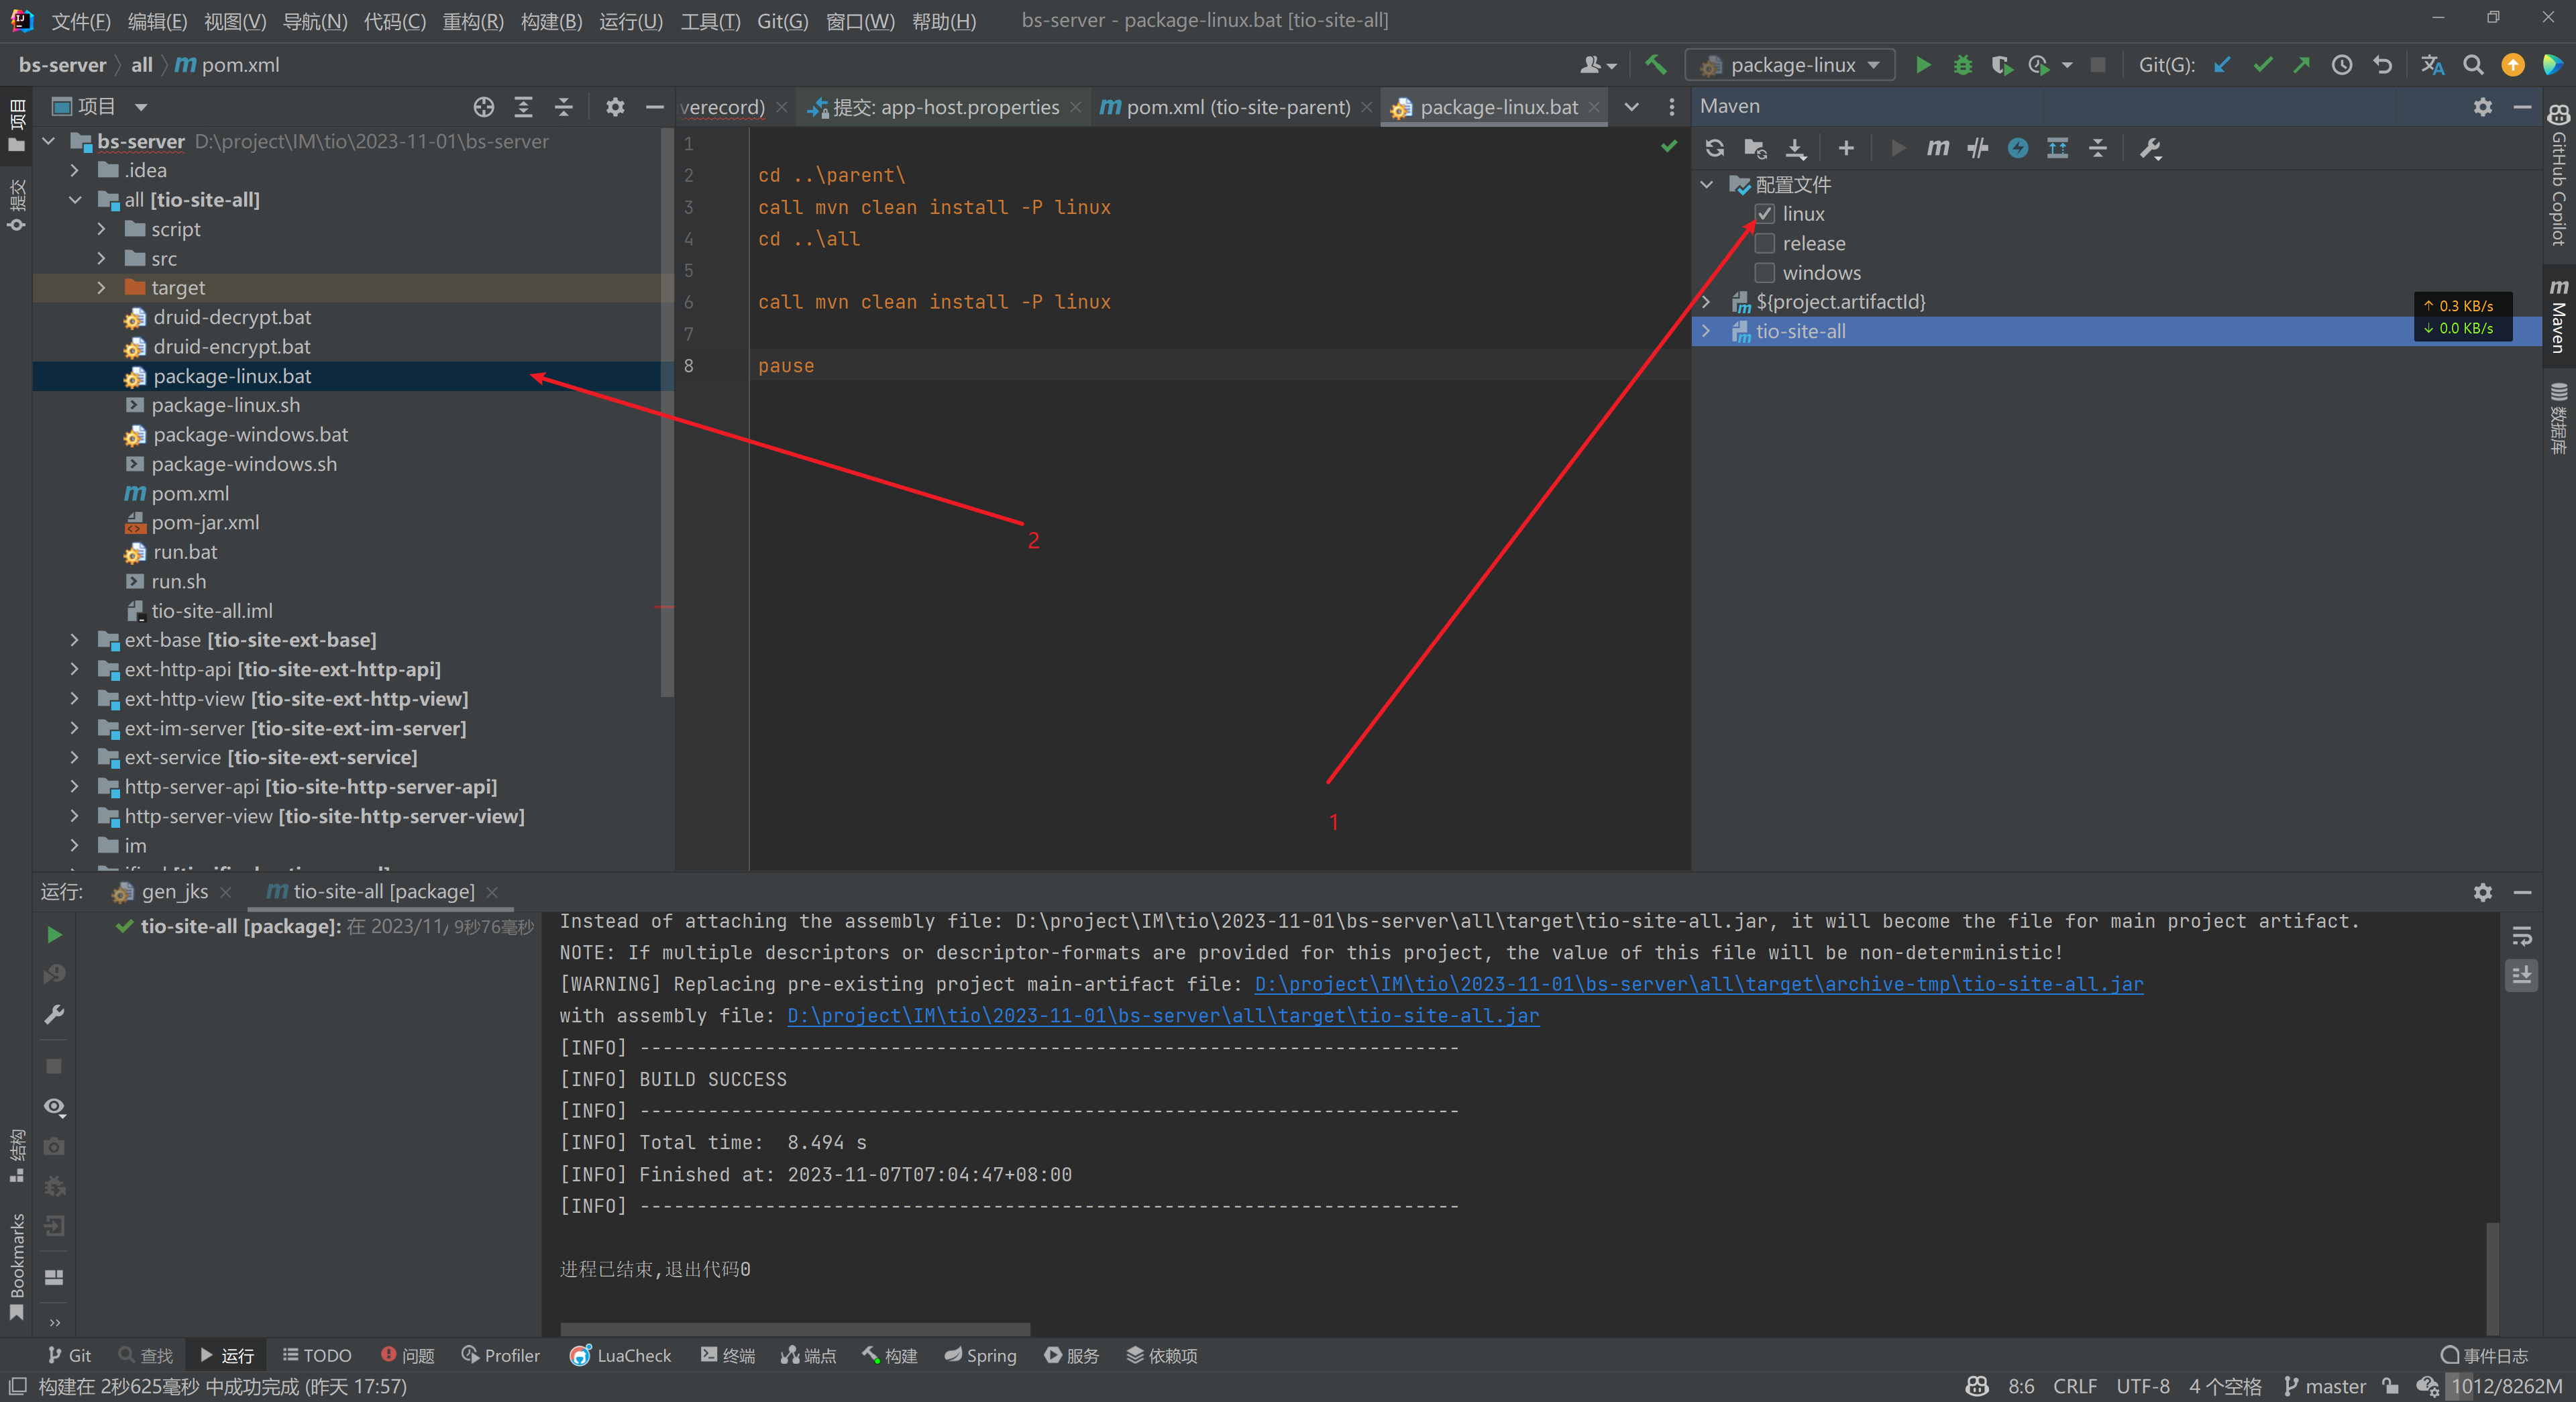 文件(F) 编辑(E) 视图(V) 导航(N) 代码(C) 重构(R) 构建(B) 运行(U) 工具(T) Git(G) 窗口(W) 帮助(H) bs-server - package-linux.bat [tio-site-all]
bs-server all pom.xml package-linux Git(G):
项目 verecord) 提交: app-host.properties pom.xml (tio-site-parent) package-linux.bat Maven
项目
提交
结构
Bookmarks
bs-server D:\project\IM\tio\2023-11-01\bs-server
.idea
all [tio-site-all]
script
src
target
druid-decrypt.bat
druid-encrypt.bat
package-linux.bat
package-linux.sh
package-windows.bat
package-windows.sh
pom.xml
pom-jar.xml
run.bat
run.sh
tio-site-all.iml
ext-base [tio-site-ext-base]
ext-http-api [tio-site-ext-http-api]
ext-http-view [tio-site-ext-http-view]
ext-im-server [tio-site-ext-im-server]
ext-service [tio-site-ext-service]
http-server-api [tio-site-http-server-api]
http-server-view [tio-site-http-server-view]
im
1
2 cd ..\parent\
3 call mvn clean install -P linux
4 cd ..\all
5
6 call mvn clean install -P linux
7
8 pause
2
1
配置文件
linux
release
windows
${project.artifactId}
tio-site-all
↑ 0.3 KB/s
↓ 0.0 KB/s
GitHub Copilot
Maven
数据库
运行: gen_jks tio-site-all [package]
tio-site-all [package]: 在 2023/11/ 9秒76毫秒
Instead of attaching the assembly file: D:\project\IM\tio\2023-11-01\bs-server\all\target\tio-site-all.jar, it will become the file for main project artifact.
NOTE: If multiple descriptors or descriptor-formats are provided for this project, the value of this file will be non-deterministic!
[WARNING] Replacing pre-existing project main-artifact file: D:\project\IM\tio\2023-11-01\bs-server\all\target\archive-tmp\tio-site-all.jar
with assembly file: D:\project\IM\tio\2023-11-01\bs-server\all\target\tio-site-all.jar
[INFO] ------------------------------------------------------------------------
[INFO] BUILD SUCCESS
[INFO] ------------------------------------------------------------------------
[INFO] Total time:  8.494 s
[INFO] Finished at: 2023-11-07T07:04:47+08:00
[INFO] ------------------------------------------------------------------------
进程已结束,退出代码0
Git 查找 运行 TODO 问题 Profiler LuaCheck 终端 端点 构建 Spring 服务 依赖项 事件日志
构建在 2秒625毫秒 中成功完成 (昨天 17:57) 8:6 CRLF UTF-8 4 个空格 master 1012/8262M